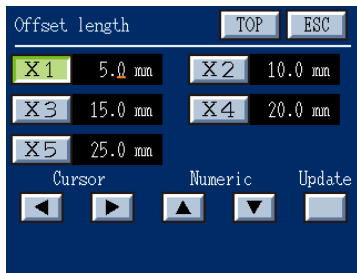 Offset length TOP ESC
X1 5.0 mm X2 10.0 mm
X3 15.0 mm X4 20.0 mm
X5 25.0 mm
Cursor Numeric Update